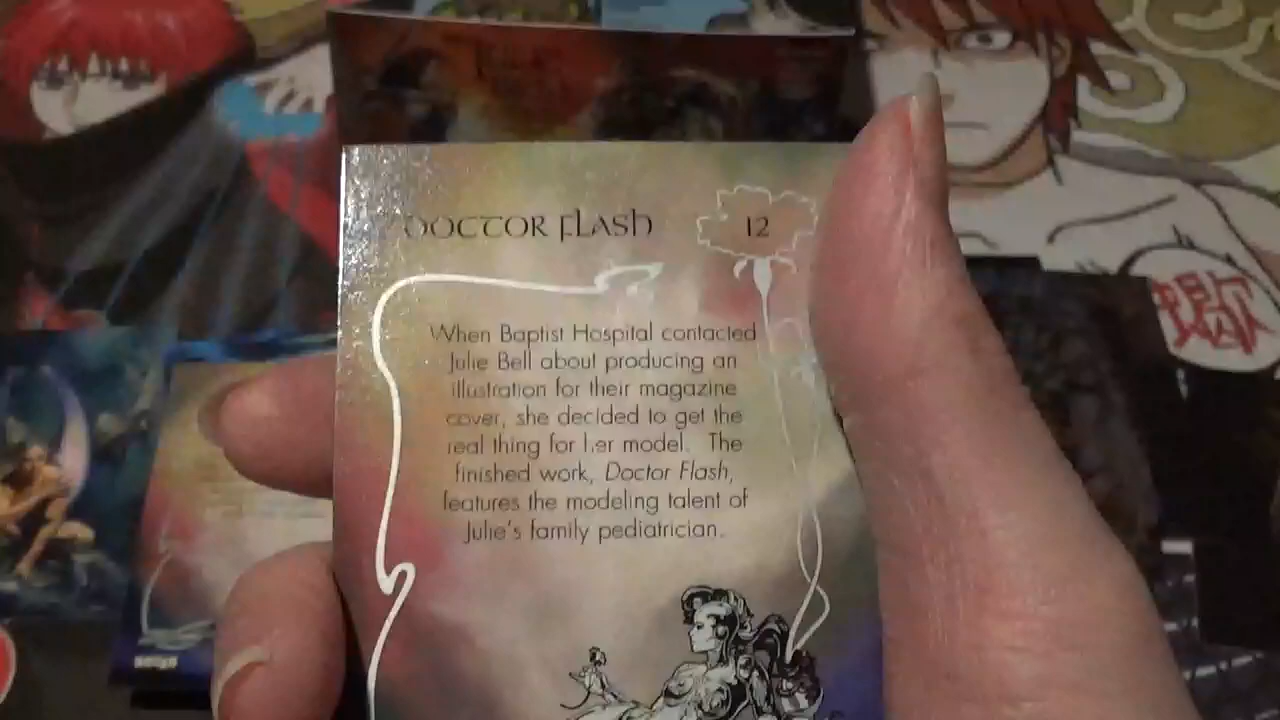 DOCTOR FLASH
12
When Baptist Hospital contacted
Julie Bell about producing an
illustration for their magazine
cover, she decided to get the
real thing for her model. The
finished work, Doctor Flash,
features the modeling talent of
Julie's family pediatrician.